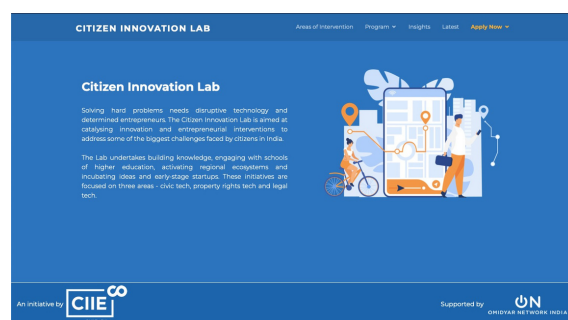 CITIZEN INNOVATION LAB
Areas of Intervention Program Insights Latest Apply Now
Citizen Innovation Lab
Solving hard problems needs disruptive technology and
determined entrepreneurs. The Citizen Innovation Lab is aimed at
catalysing innovation and entrepreneurial interventions to
address some of the biggest challenges faced by citizens in India.
The Lab undertakes building knowledge, engaging with schools
of higher education, activating regional ecosystems and
incubating ideas and early-stage startups. These initiatives are
focused on three areas - civic tech, property rights tech and legal
tech.
An initiative by CIIE CO
Supported by ON
OMIDYAR NETWORK INDIA